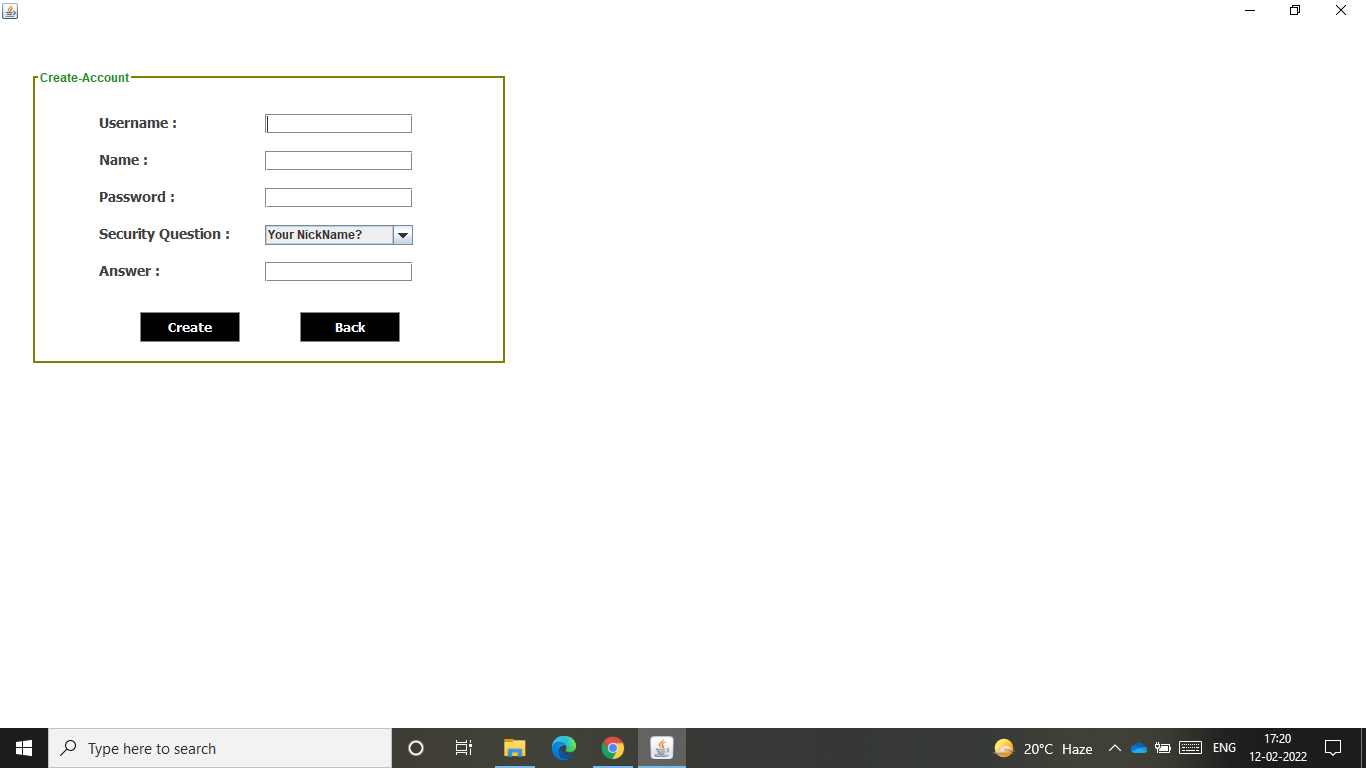 Create-Account
Username :
Name :
Password :
Security Question :
Your NickName?
Answer :
Create
Back
Type here to search
20°C Haze
ENG
17:20
12-02-2022